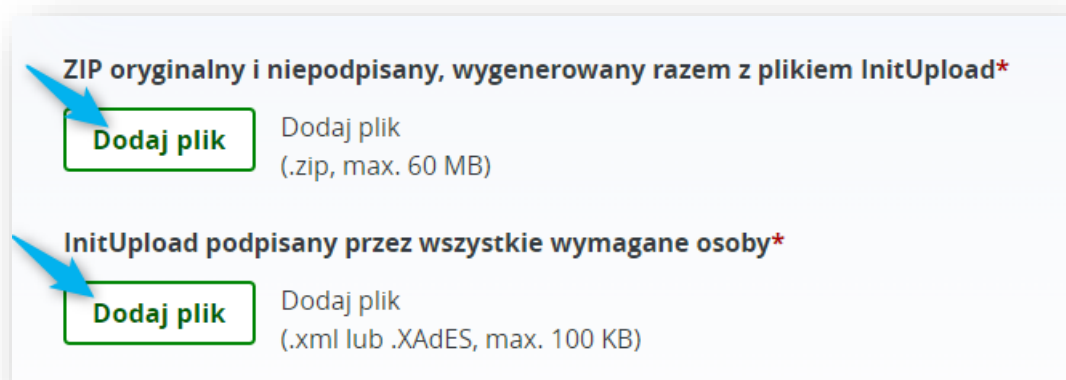 ZIP oryginalny i niepodpisany, wygenerowany razem z plikiem InitUpload*
Dodaj plik
Dodaj plik
(.zip, max. 60 MB)
InitUpload podpisany przez wszystkie wymagane osoby*
Dodaj plik
Dodaj plik
(.xml lub .XAdES, max. 100 KB)